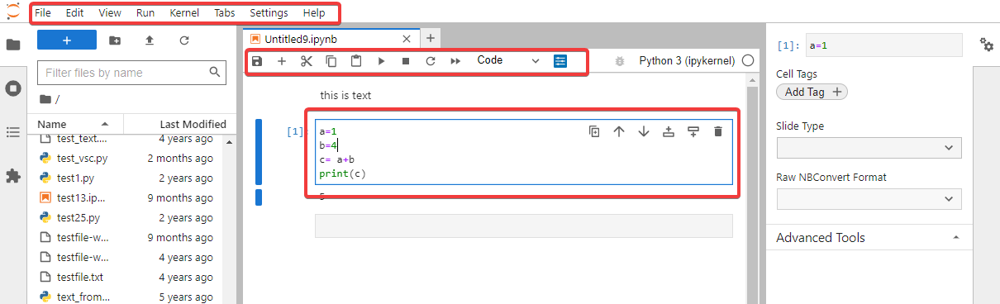 File Edit View Run Kernel Tabs Settings Help
Untitled9.ipynb
Code
Python 3 (ipykernel)
Filter files by name
/
Name Last Modified
test_text.... 4 years ago
test_vsc.py 2 months ago
test1.py 2 years ago
test13.ip... 9 months ago
test25.py 2 years ago
testfile-w... 9 months ago
testfile-w... 4 years ago
testfile.txt 4 years ago
text_from... 5 years ago
this is text
[1]:
a=1
b=4
c= a+b
print(c)
5
[1]: a=1
Cell Tags
Add Tag +
Slide Type
Raw NBConvert Format
Advanced Tools